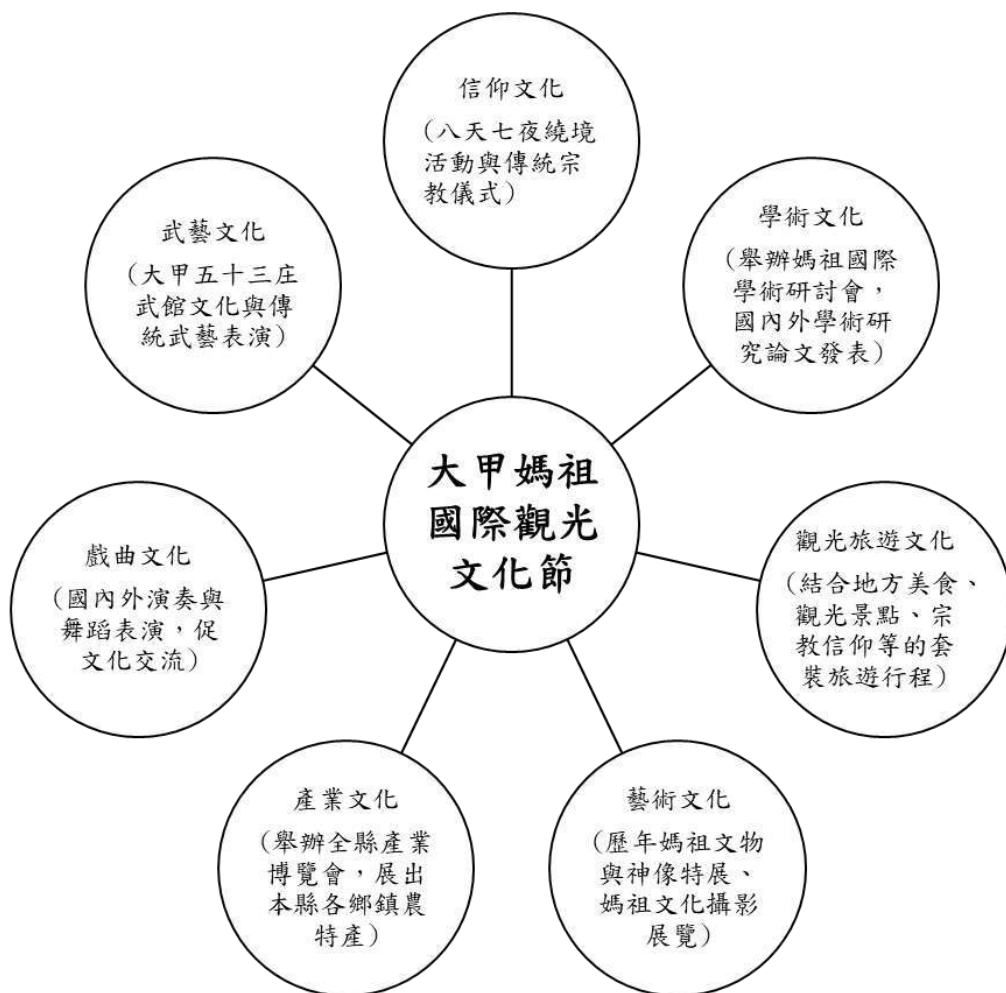 信仰文化
（八天七夜繞境
活動與傳統宗
教儀式）
學術文化
（舉辦媽祖國際
學術研討會，
國內外學術研
究論文發表）
武藝文化
（大甲五十三庄
武館文化與傳
統武藝表演）
大甲媽祖
國際觀光
文化節
觀光旅遊文化
（結合地方美食、
觀光景點、宗
教信仰等的套
裝旅遊行程）
戲曲文化
（國內外演奏與
舞蹈表演，促
文化交流）
產業文化
（舉辦全縣產業
博覽會，展出
本縣各鄉鎮農
特產）
藝術文化
（歷年媽祖文物
與神像特展、
媽祖文化攝影
展覽）